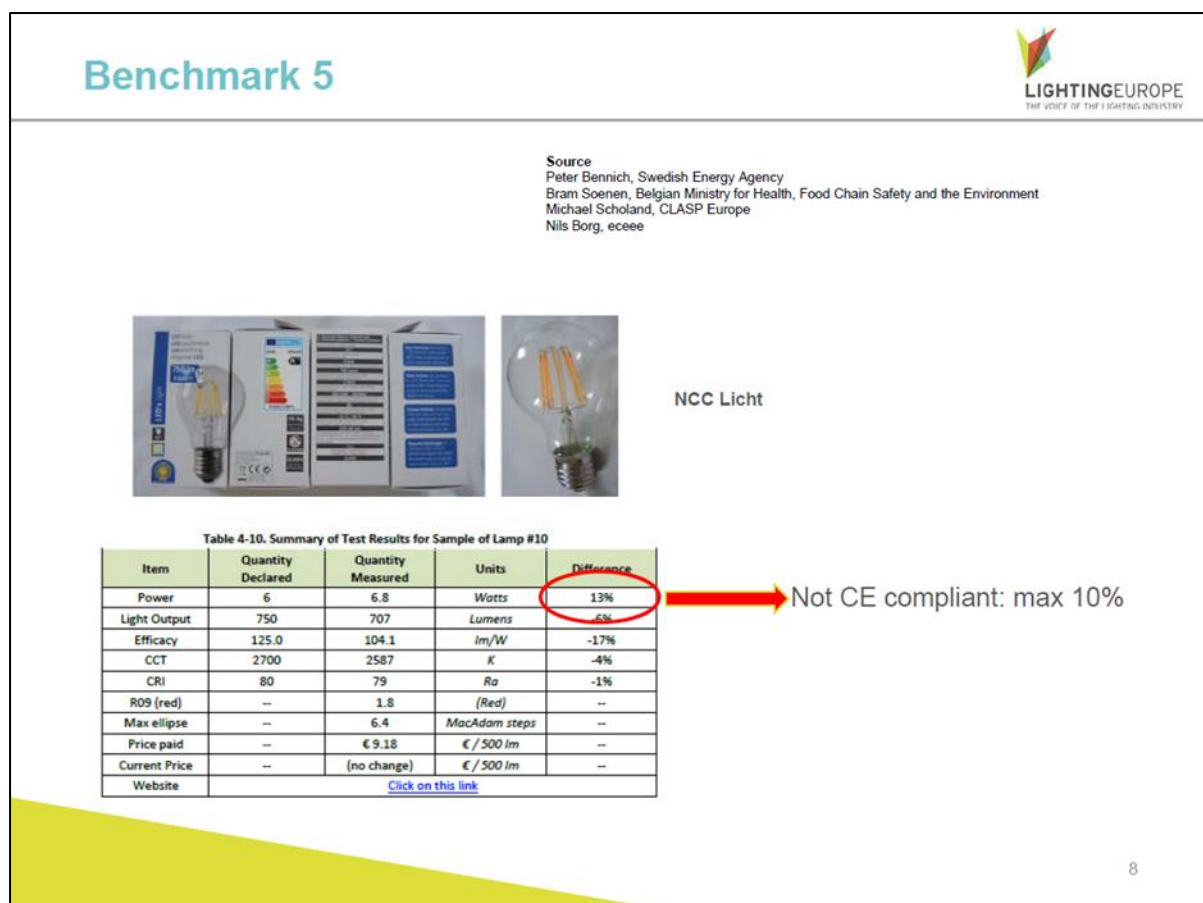 Benchmark 5
LIGHTINGEUROPE
THE VOICE OF THE LIGHTING INDUSTRY
Source
Peter Bennich, Swedish Energy Agency
Bram Soenen, Belgian Ministry for Health, Food Chain Safety and the Environment
Michael Scholand, CLASP Europe
Nils Borg, eceee
LED's light
NCC Licht
Table 4-10. Summary of Test Results for Sample of Lamp #10
Item Quantity Declared Quantity Measured Units Difference
Power 6 6.8 Watts 13%
Light Output 750 707 Lumens -6%
Efficacy 125.0 104.1 lm/W -17%
CCT 2700 2587 K -4%
CRI 80 79 Ra -1%
R09 (red) -- 1.8 (Red) --
Max ellipse -- 6.4 MacAdam steps --
Price paid -- € 9.18 € / 500 lm --
Current Price -- (no change) € / 500 lm --
Website Click on this link
Not CE compliant: max 10%
8